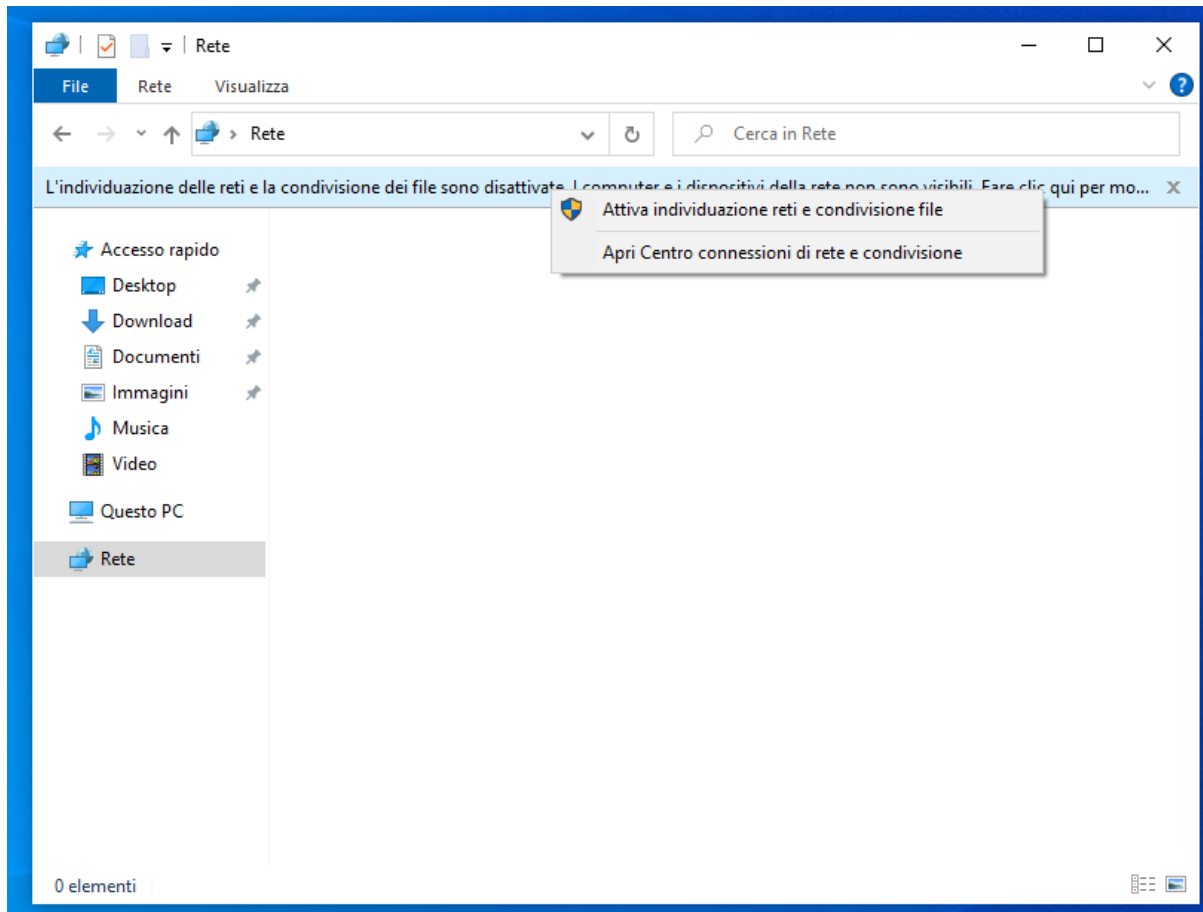 Rete
File Rete Visualizza
Rete
Cerca in Rete
L'individuazione delle reti e la condivisione dei file sono disattivate. I computer e i dispositivi della rete non sono visibili. Fare clic qui per mo...
Attiva individuazione reti e condivisione file
Apri Centro connessioni di rete e condivisione
Accesso rapido
Desktop
Download
Documenti
Immagini
Musica
Video
Questo PC
Rete
0 elementi